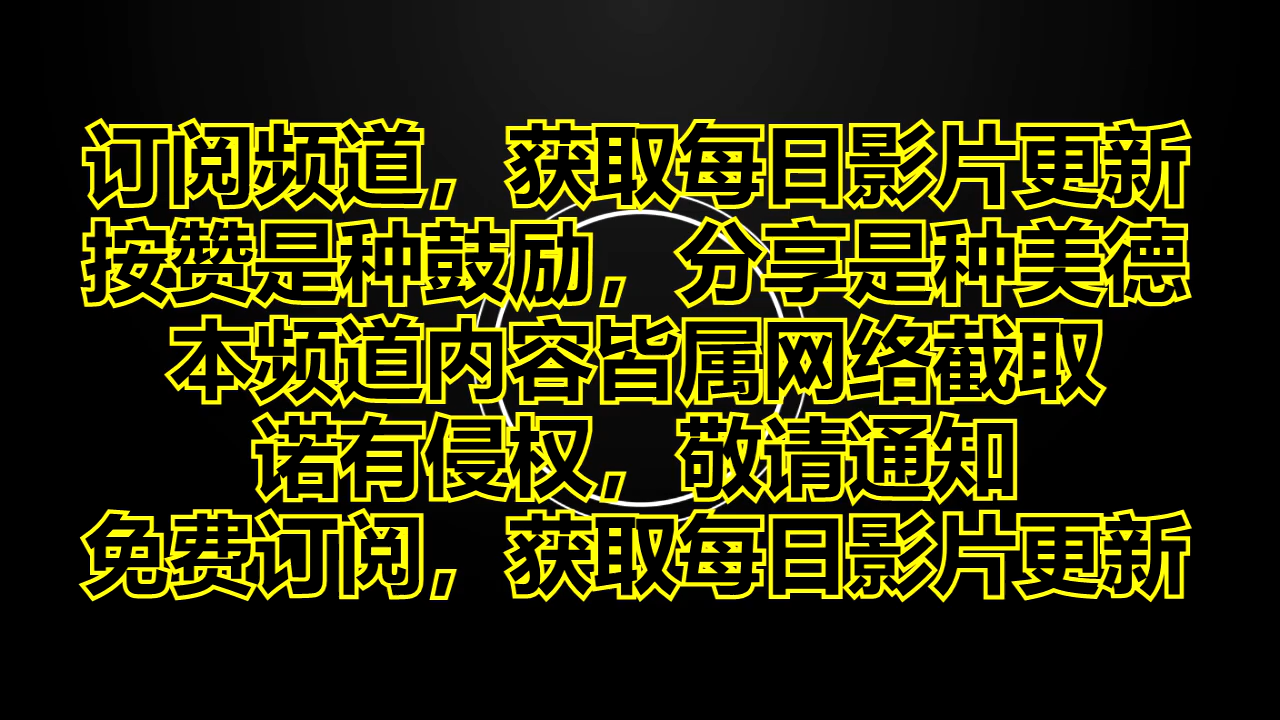 订阅频道，获取每日影片更新
按赞是种鼓励，分享是种美德
本频道内容皆属网络截取
诺有侵权，敬请通知
免费订阅，获取每日影片更新